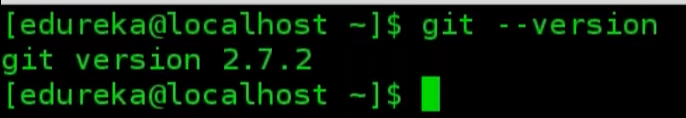 [edureka@localhost ~]$ git --version
git version 2.7.2
[edureka@localhost ~]$